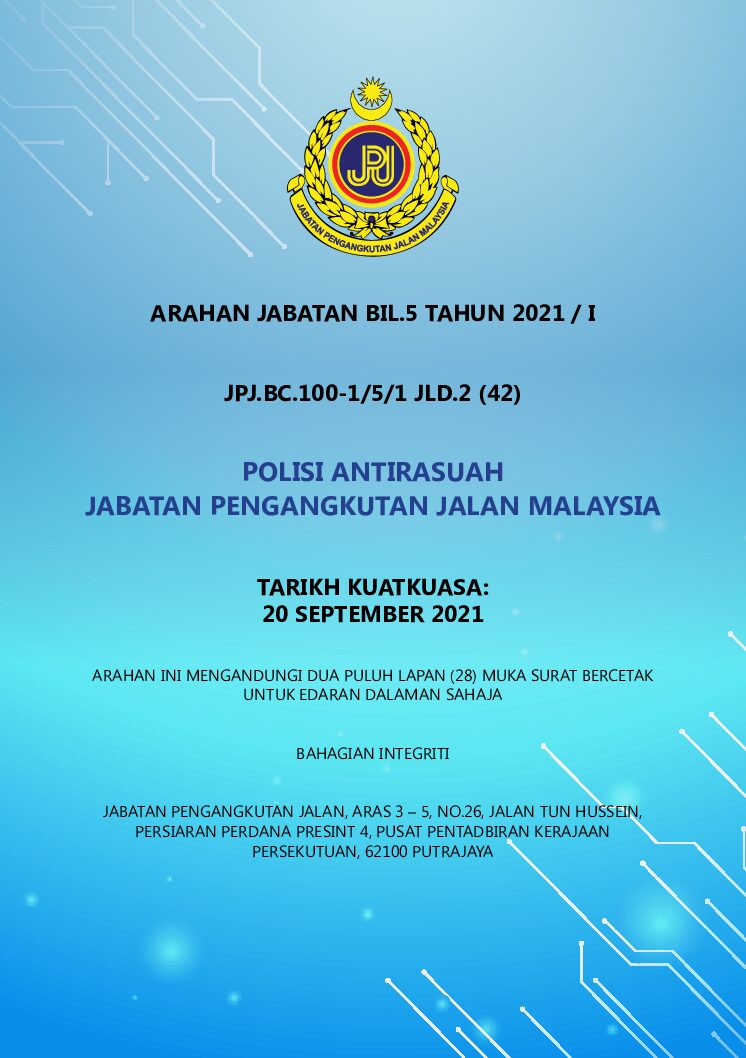 JPJ
JABATAN PENGANGKUTAN JALAN MALAYSIA
ARAHAN JABATAN BIL.5 TAHUN 2021 / I
JPJ.BC.100-1/5/1 JLD.2 (42)
POLISI ANTIRASUAH
JABATAN PENGANGKUTAN JALAN MALAYSIA
TARIKH KUATKUASA:
20 SEPTEMBER 2021
ARAHAN INI MENGANDUNGI DUA PULUH LAPAN (28) MUKA SURAT BERCETAK
UNTUK EDARAN DALAMAN SAHAJA
BAHAGIAN INTEGRITI
JABATAN PENGANGKUTAN JALAN, ARAS 3 – 5, NO.26, JALAN TUN HUSSEIN,
PERSIARAN PERDANA PRESINT 4, PUSAT PENTADBIRAN KERAJAAN
PERSEKUTUAN, 62100 PUTRAJAYA